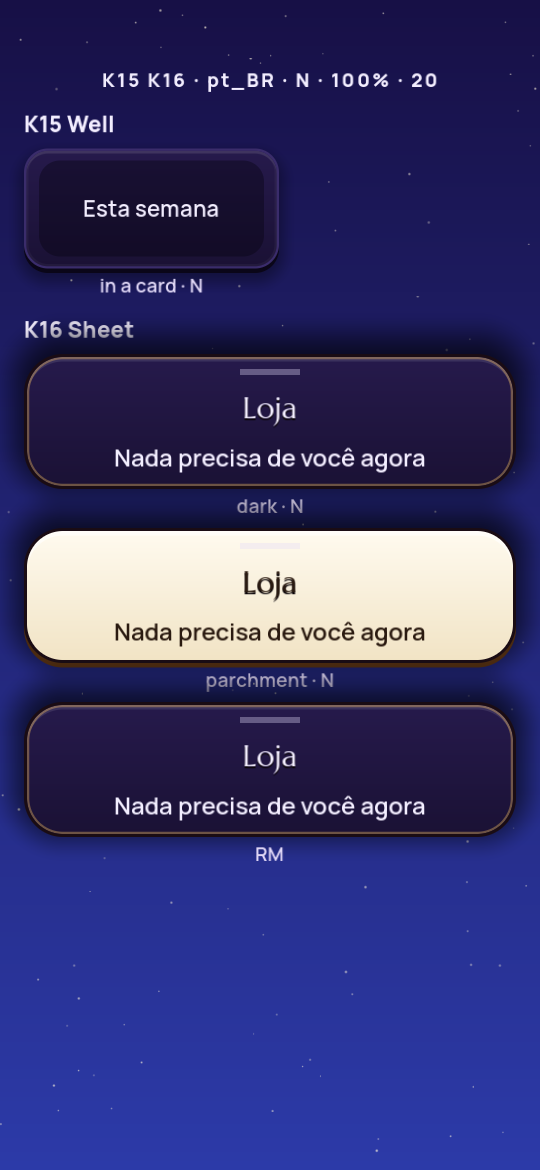 K15 K16 · pt_BR · N · 100% · 20
K15 Well
Esta semana
in a card · N
K16 Sheet
Loja
Nada precisa de você agora
dark · N
Loja
Nada precisa de você agora
parchment · N
Loja
Nada precisa de você agora
RM